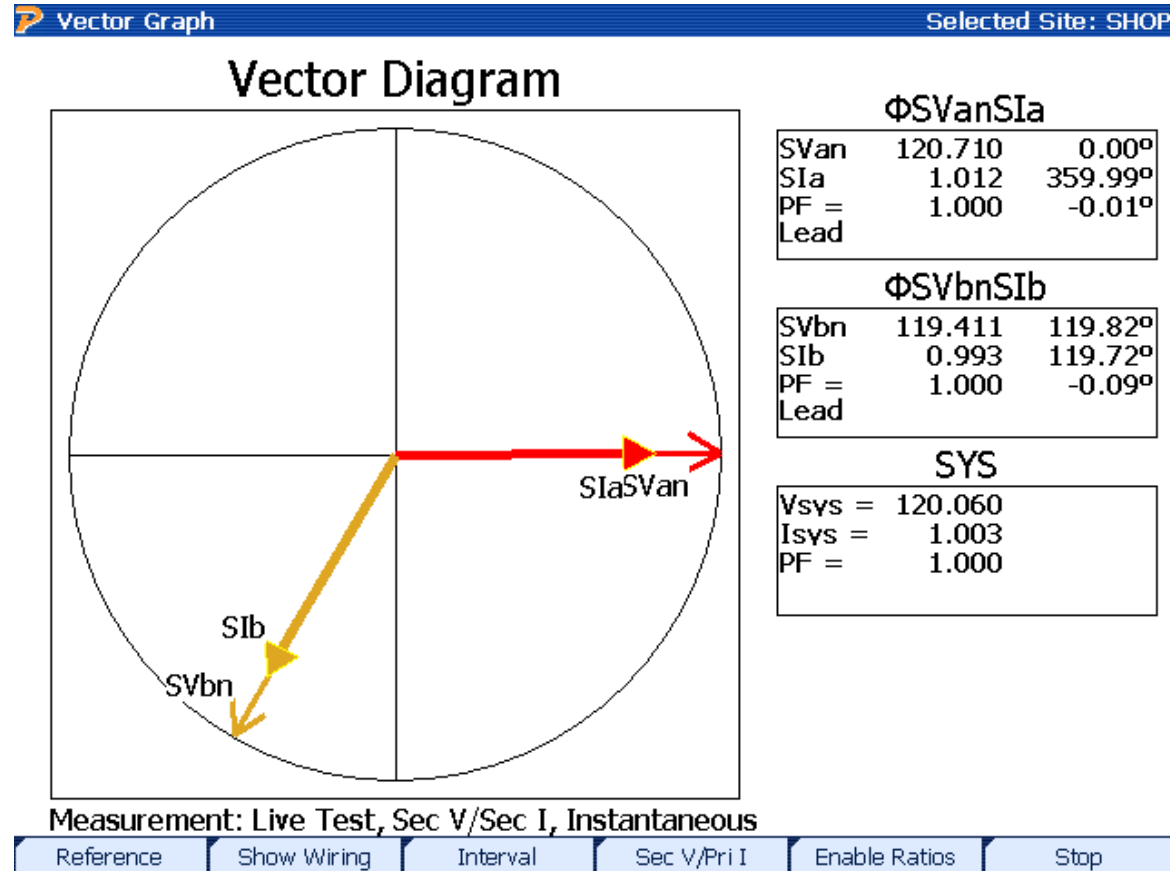 Vector Graph Selected Site: SHOP
Vector Diagram
SIa SVan
SIb
SVbn
Measurement: Live Test, Sec V/Sec I, Instantaneous
ΦSVanSIa
SVan 120.710 0.00º
SIa 1.012 359.99º
PF = 1.000 -0.01º
Lead
ΦSVbnSIb
SVbn 119.411 119.82º
SIb 0.993 119.72º
PF = 1.000 -0.09º
Lead
SYS
Vsys = 120.060
Isys = 1.003
PF = 1.000
Reference Show Wiring Interval Sec V/Pri I Enable Ratios Stop